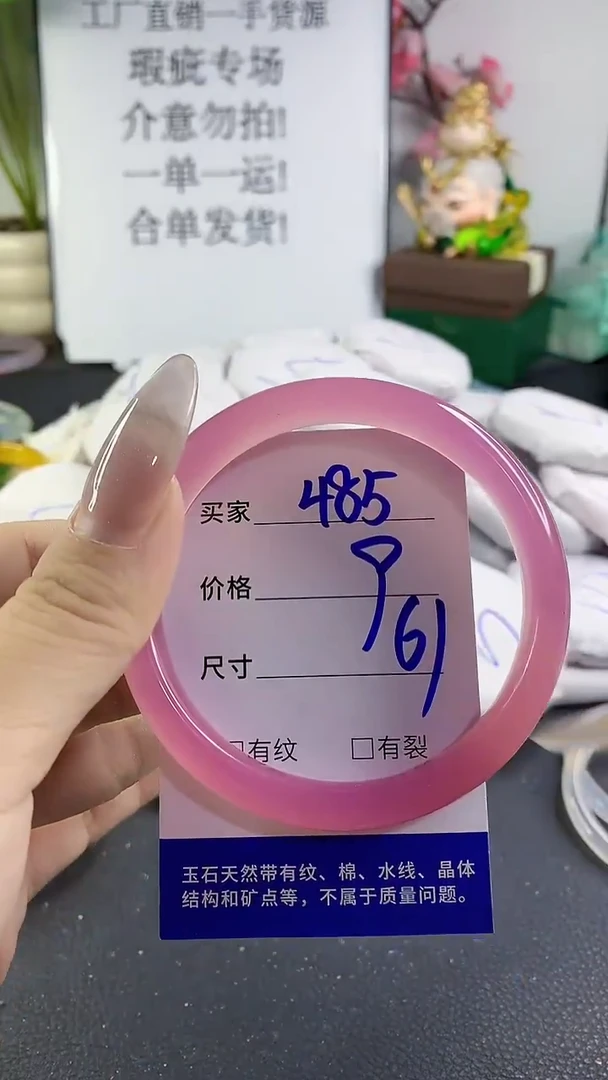 工厂直销一手货源
瑕疵专场
介意勿拍!
一单一运!
合单发货!
买家 485
价格 9
尺寸 61
□有纹 □有裂
玉石天然带有纹、棉、水线、晶体
结构和矿点等，不属于质量问题。